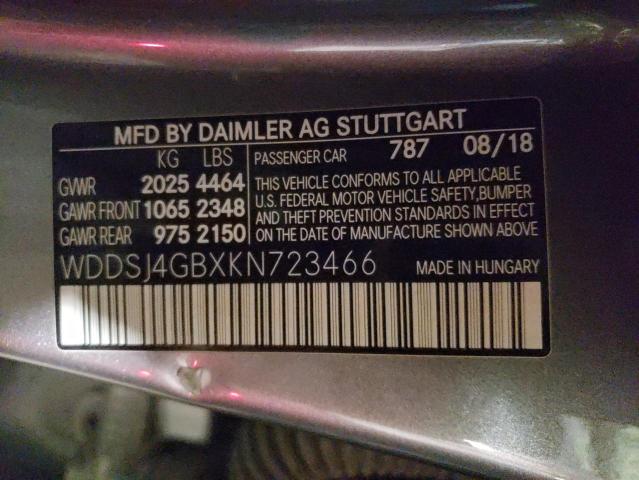 MFD BY DAIMLER AG STUTTGART
KG LBS
GVWR 2025 4464
GAWR FRONT 1065 2348
GAWR REAR 975 2150
PASSENGER CAR 787 08/18
THIS VEHICLE CONFORMS TO ALL APPLICABLE
U.S. FEDERAL MOTOR VEHICLE SAFETY,BUMPER
AND THEFT PREVENTION STANDARDS IN EFFECT
ON THE DATE OF MANUFACTURE SHOWN ABOVE
WDDSJ4GBXKN723466 MADE IN HUNGARY